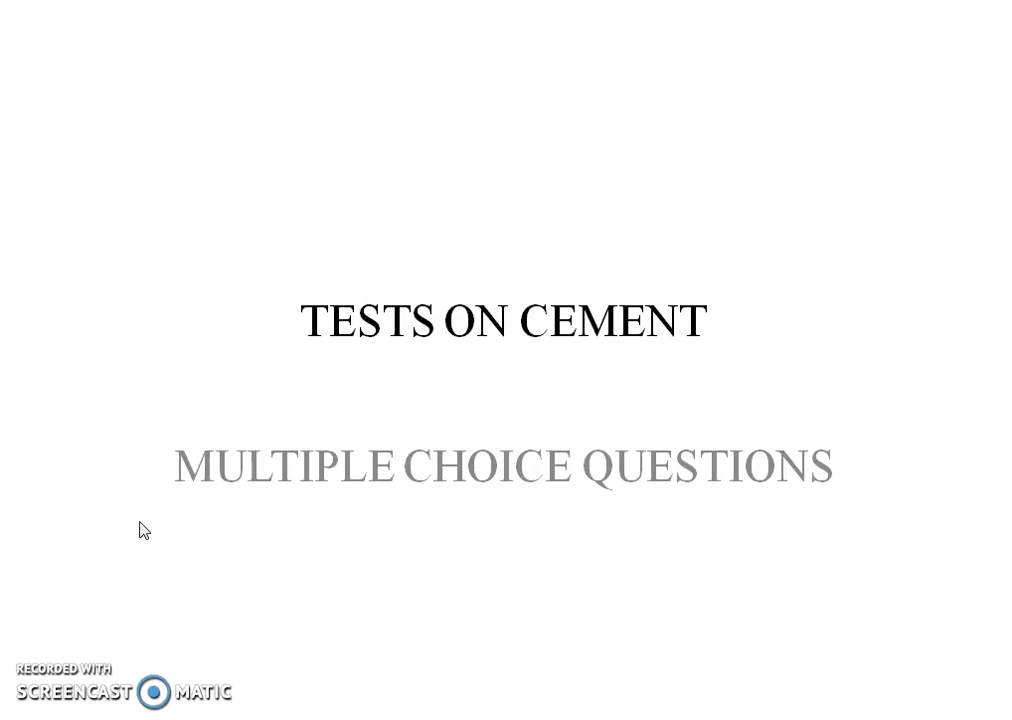 TESTS ON CEMENT
MULTIPLE CHOICE QUESTIONS
RECORDED WITH
SCREENCAST MATIC